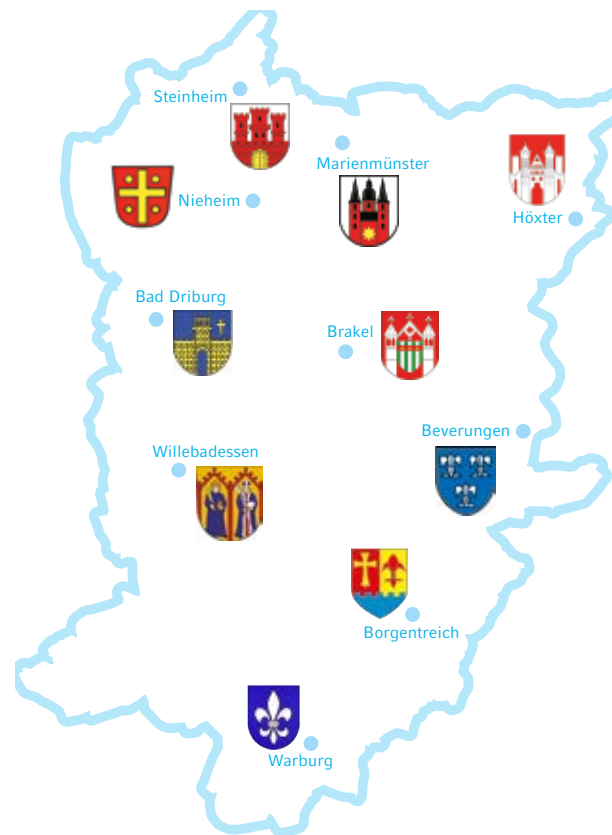 Steinheim
Marienmünster
Nieheim
Höxter
Bad Driburg
Brakel
Beverungen
Willebadessen
Borgentreich
Warburg